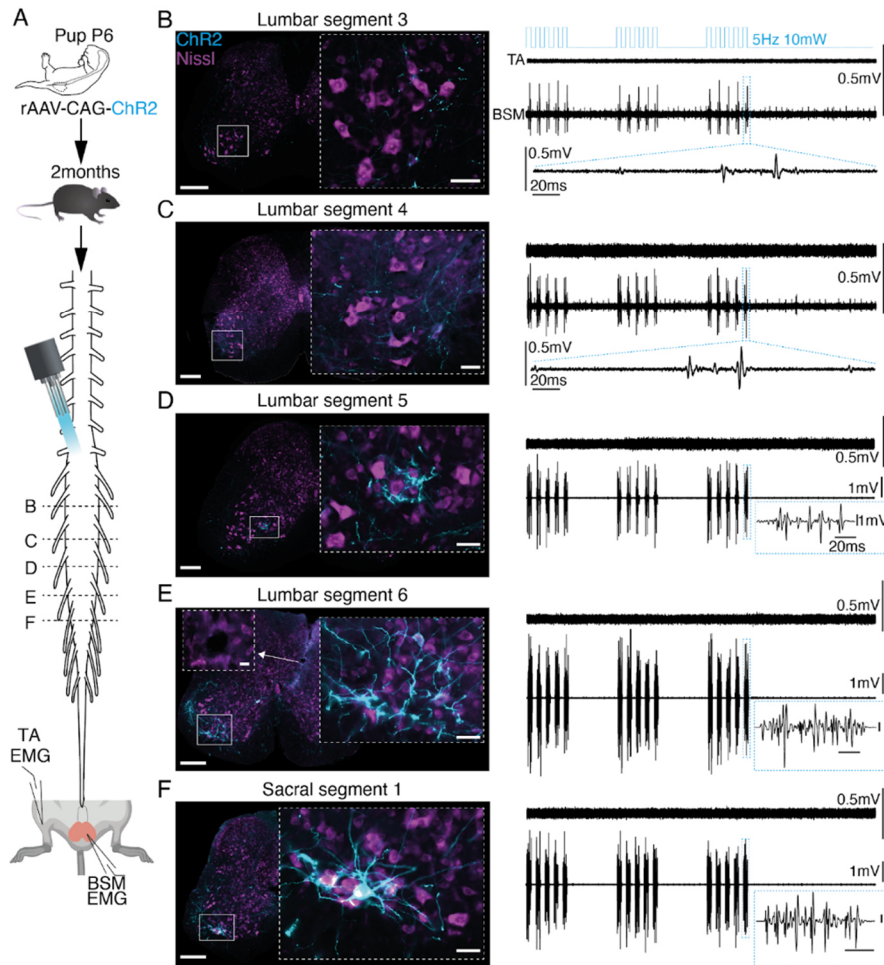 A
Pup P6
rAAV-CAG-ChR2
2months
B
C
D
E
F
TA
EMG
BSM
EMG
B
Lumbar segment 3
ChR2
Nissl
5Hz 10mW
TA
0.5mV
BSM
0.5mV
20ms
C
Lumbar segment 4
0.5mV
0.5mV
20ms
D
Lumbar segment 5
0.5mV
1mV
1mV
20ms
E
Lumbar segment 6
0.5mV
1mV
F
Sacral segment 1
0.5mV
1mV